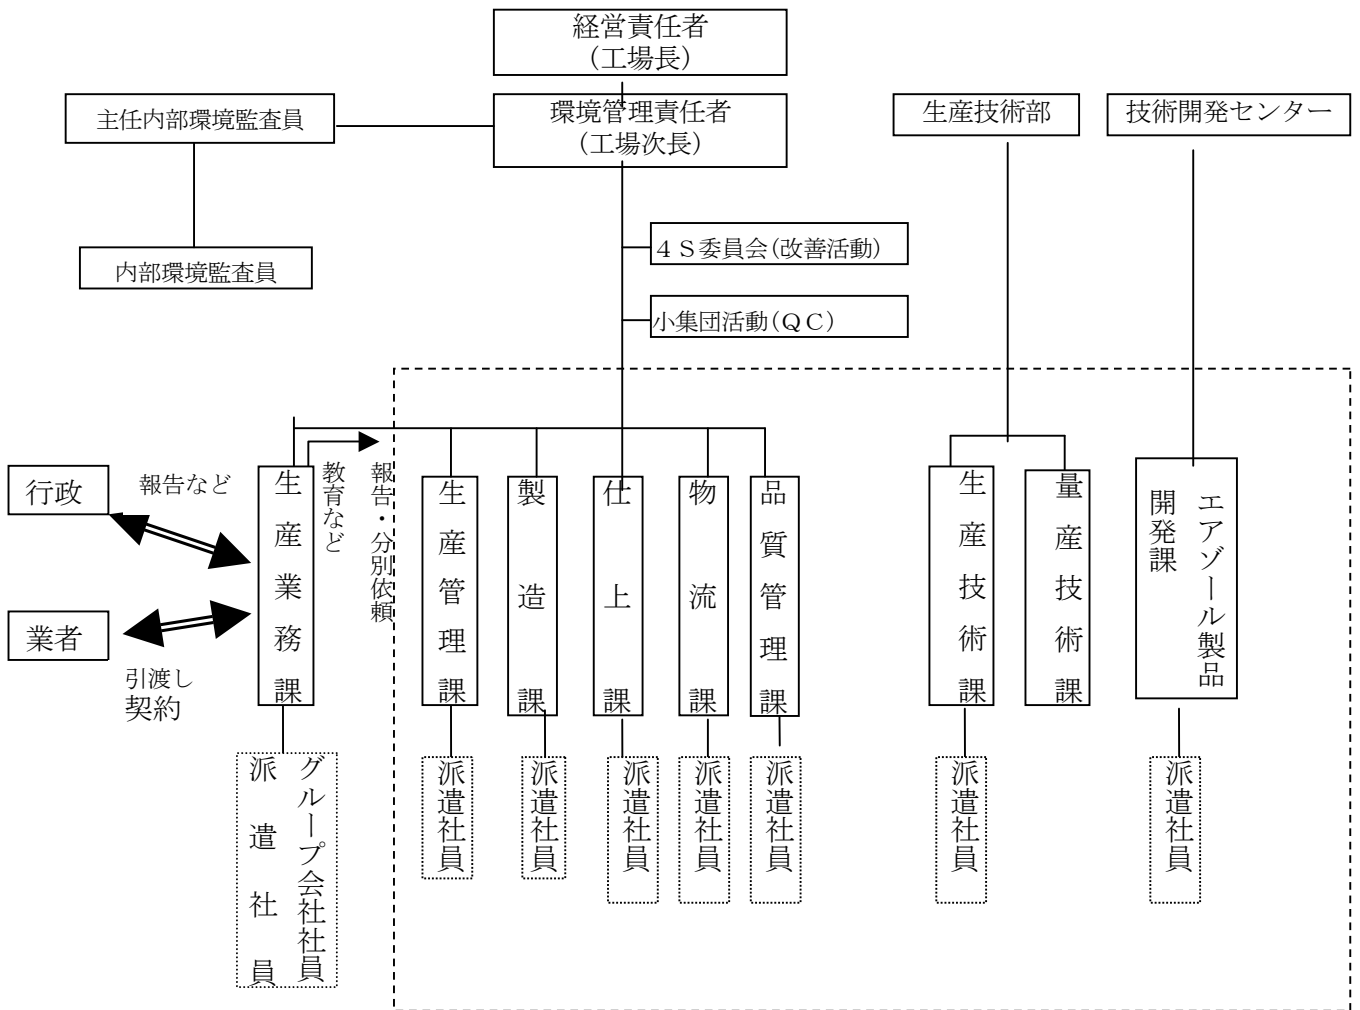 経営責任者
（工場長）
主任内部環境監査員
環境管理責任者
（工場次長）
生産技術部
技術開発センター
内部環境監査員
４Ｓ委員会（改善活動）
小集団活動（ＱＣ）
行政
報告など
業者
引渡し
契約
生産業務課
教育など
報告・分別依頼
生産管理課
製造課
仕上課
物流課
品質管理課
生産技術課
量産技術課
エアゾール製品
開発課
グループ会社社員
派遣社員
派遣社員
派遣社員
派遣社員
派遣社員
派遣社員
派遣社員
派遣社員